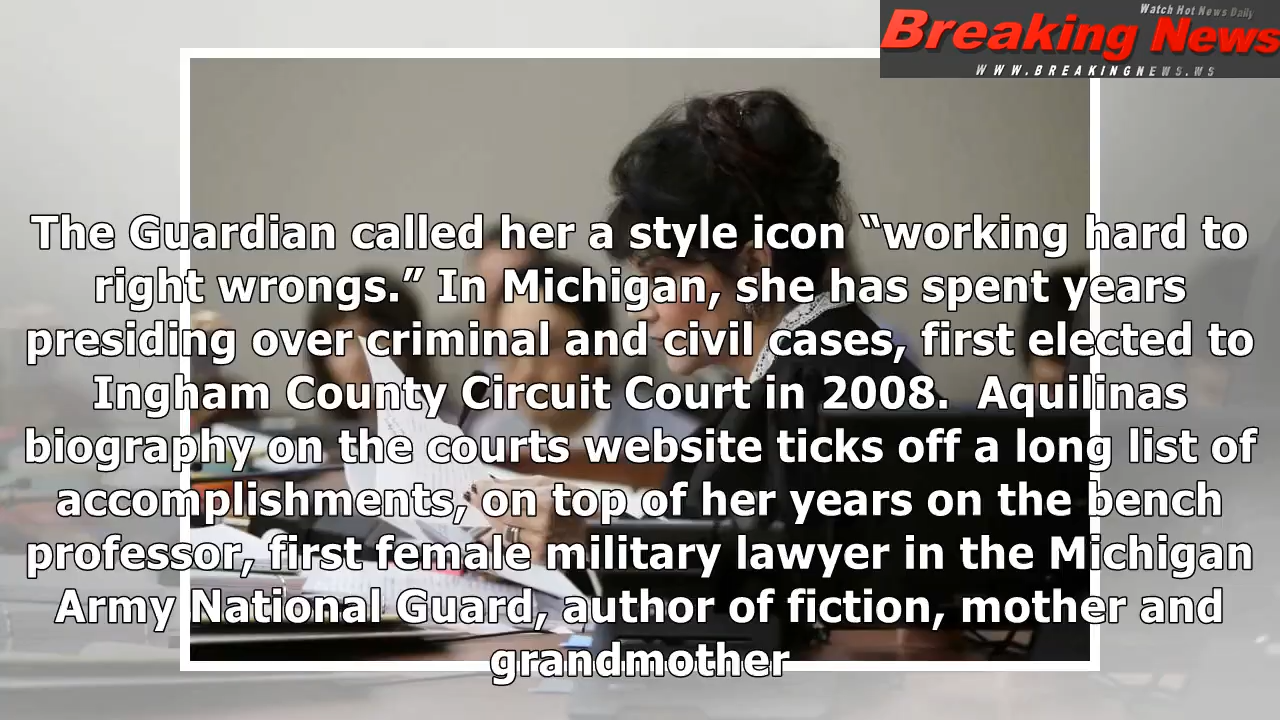 Watch Hot News Daily
Breaking News
WWW.BREAKINGNEWS.WS
The Guardian called her a style icon “working hard to
right wrongs.” In Michigan, she has spent years
presiding over criminal and civil cases, first elected to
Ingham County Circuit Court in 2008.  Aquilinas
biography on the courts website ticks off a long list of
accomplishments, on top of her years on the bench
professor, first female military lawyer in the Michigan
Army National Guard, author of fiction, mother and
grandmother